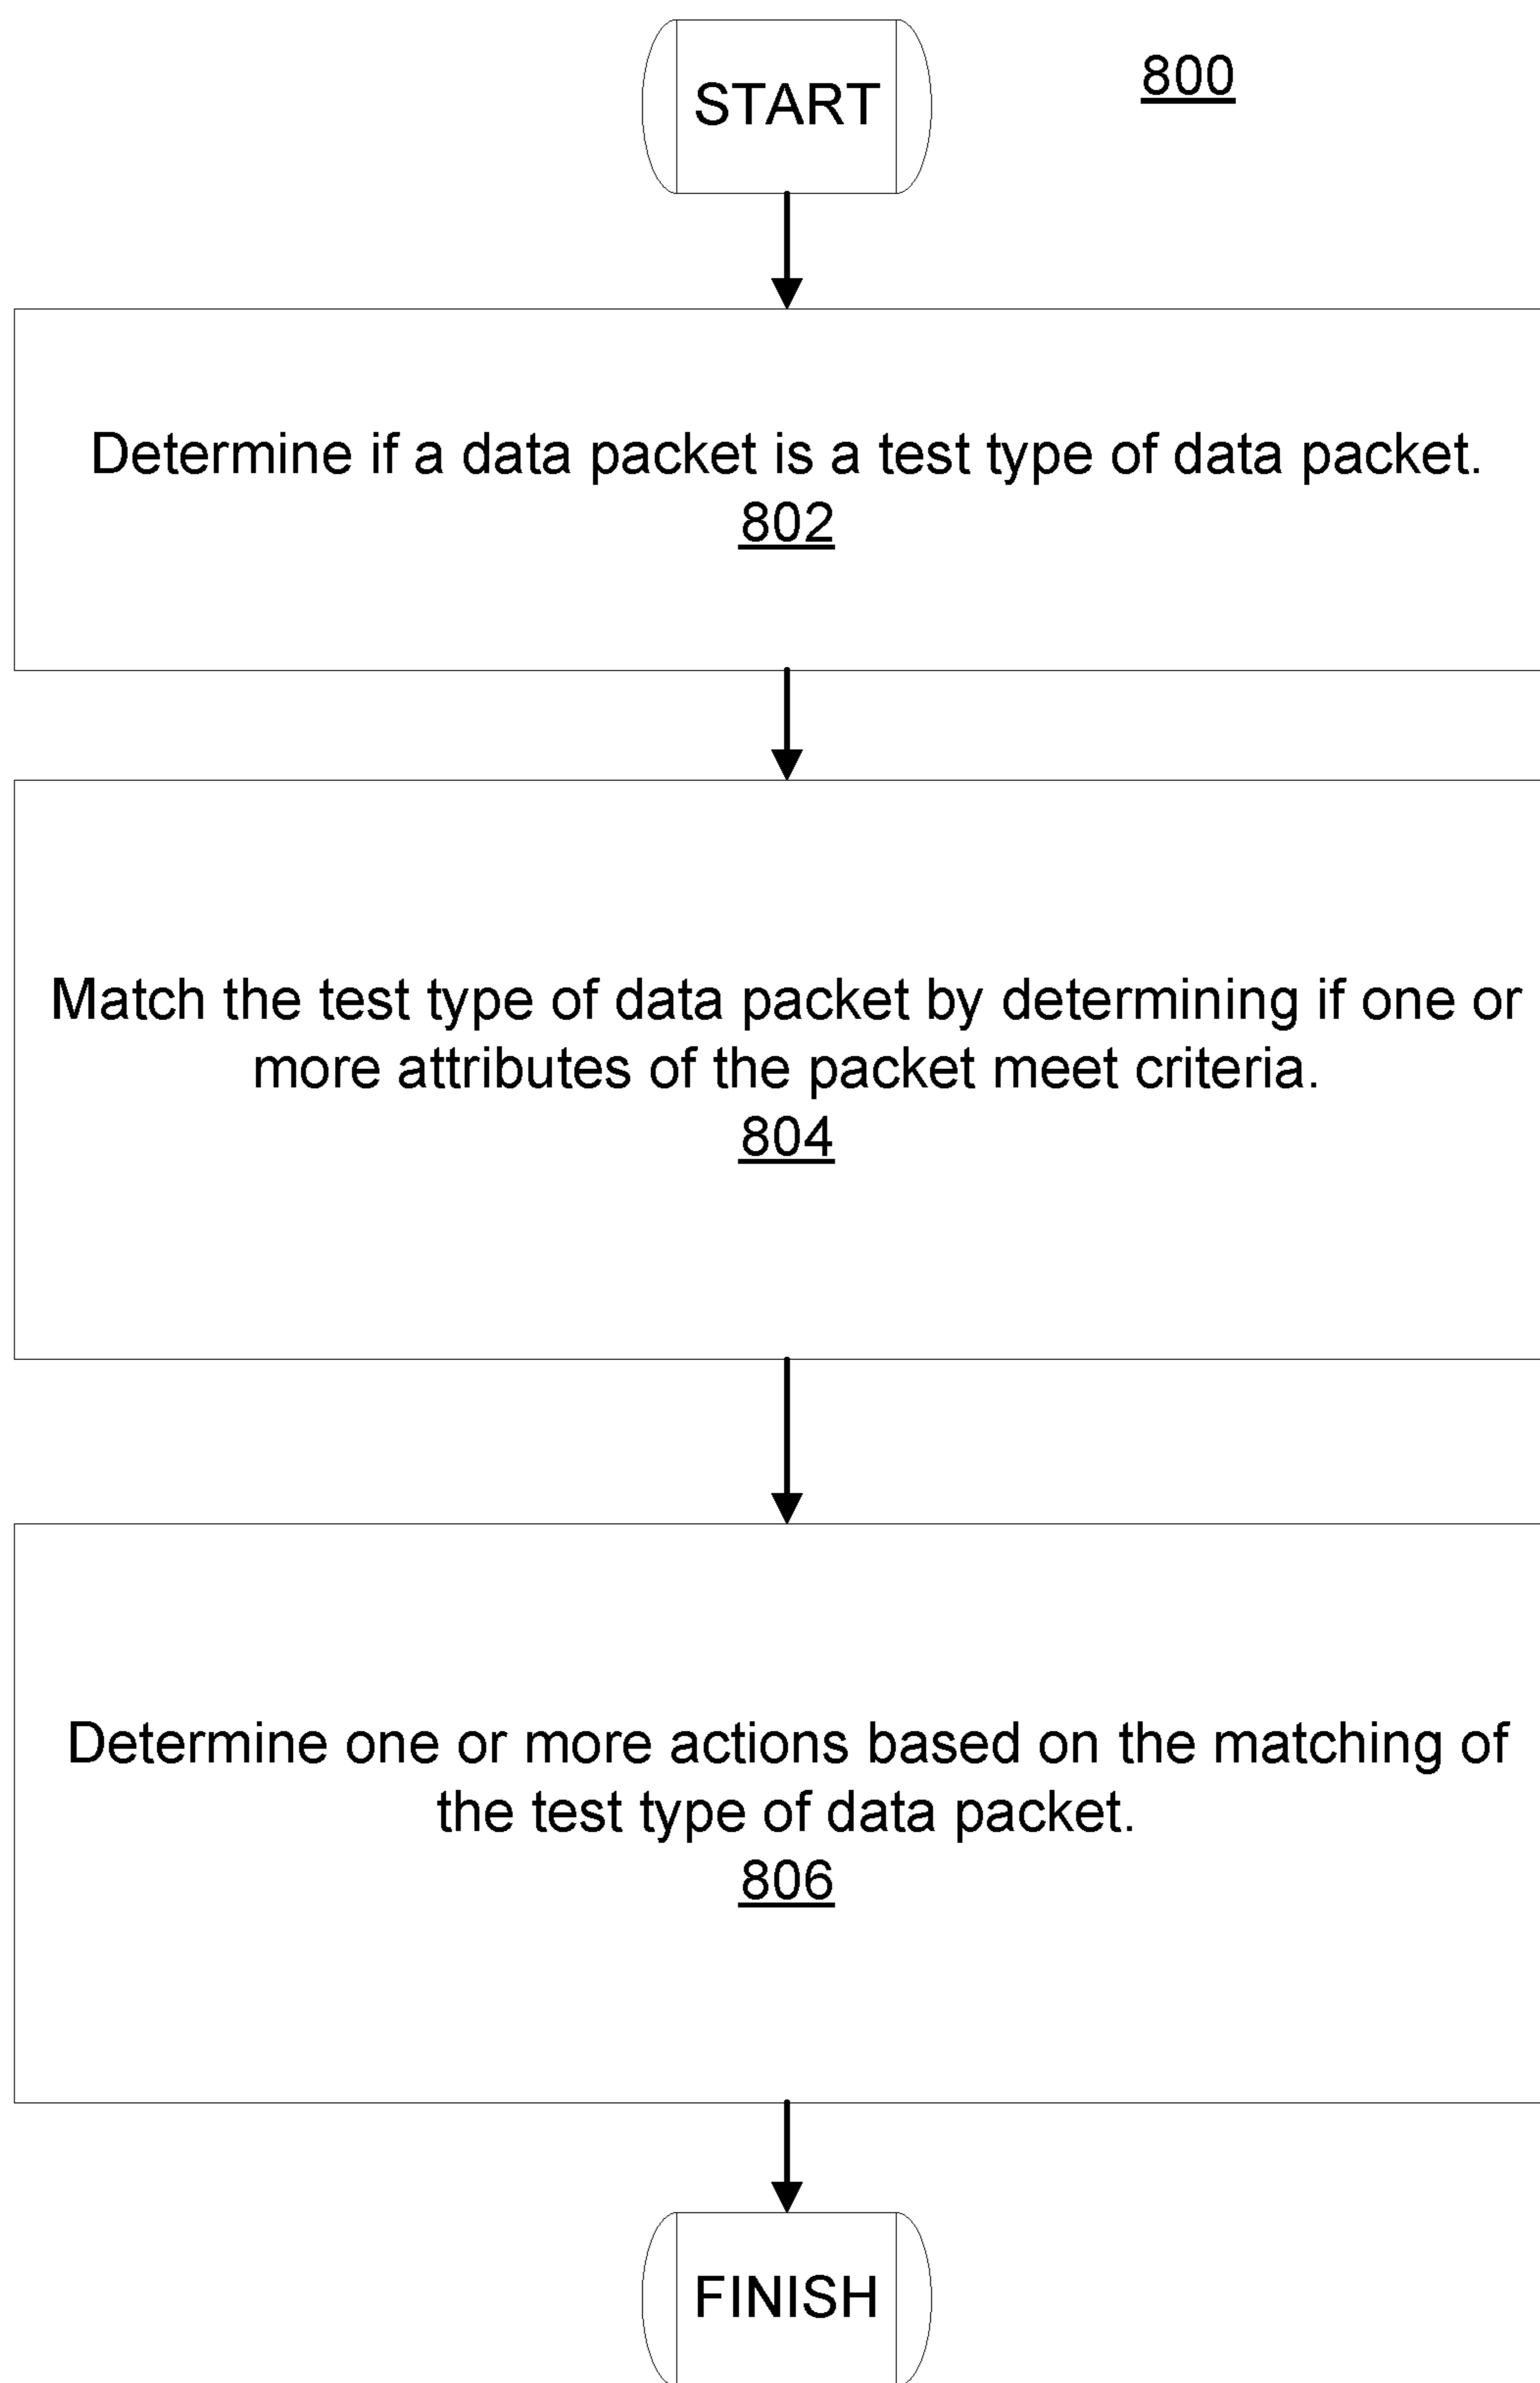 START
800
Determine if a data packet is a test type of data packet.
802
Match the test type of data packet by determining if one or
more attributes of the packet meet criteria.
804
Determine one or more actions based on the matching of
the test type of data packet.
806
FINISH